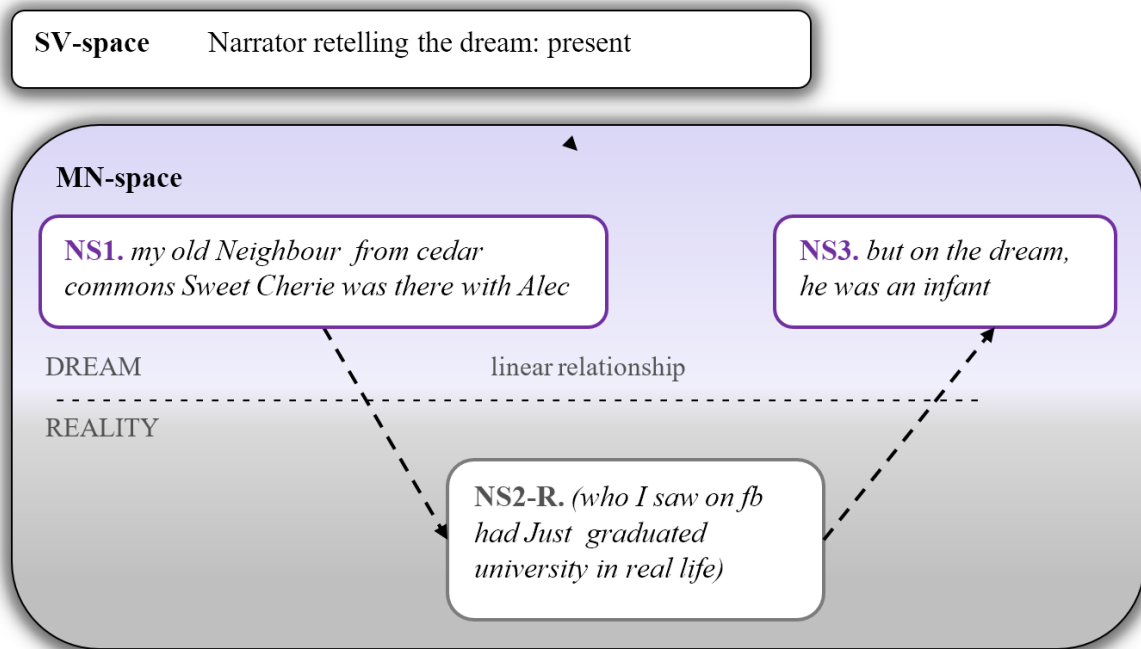 SV-space Narrator retelling the dream: present
MN-space
NS1. my old Neighbour from cedar
commons Sweet Cherie was there with Alec
NS3. but on the dream,
he was an infant
DREAM
linear relationship
REALITY
NS2-R. (who I saw on fb
had Just graduated
university in real life)